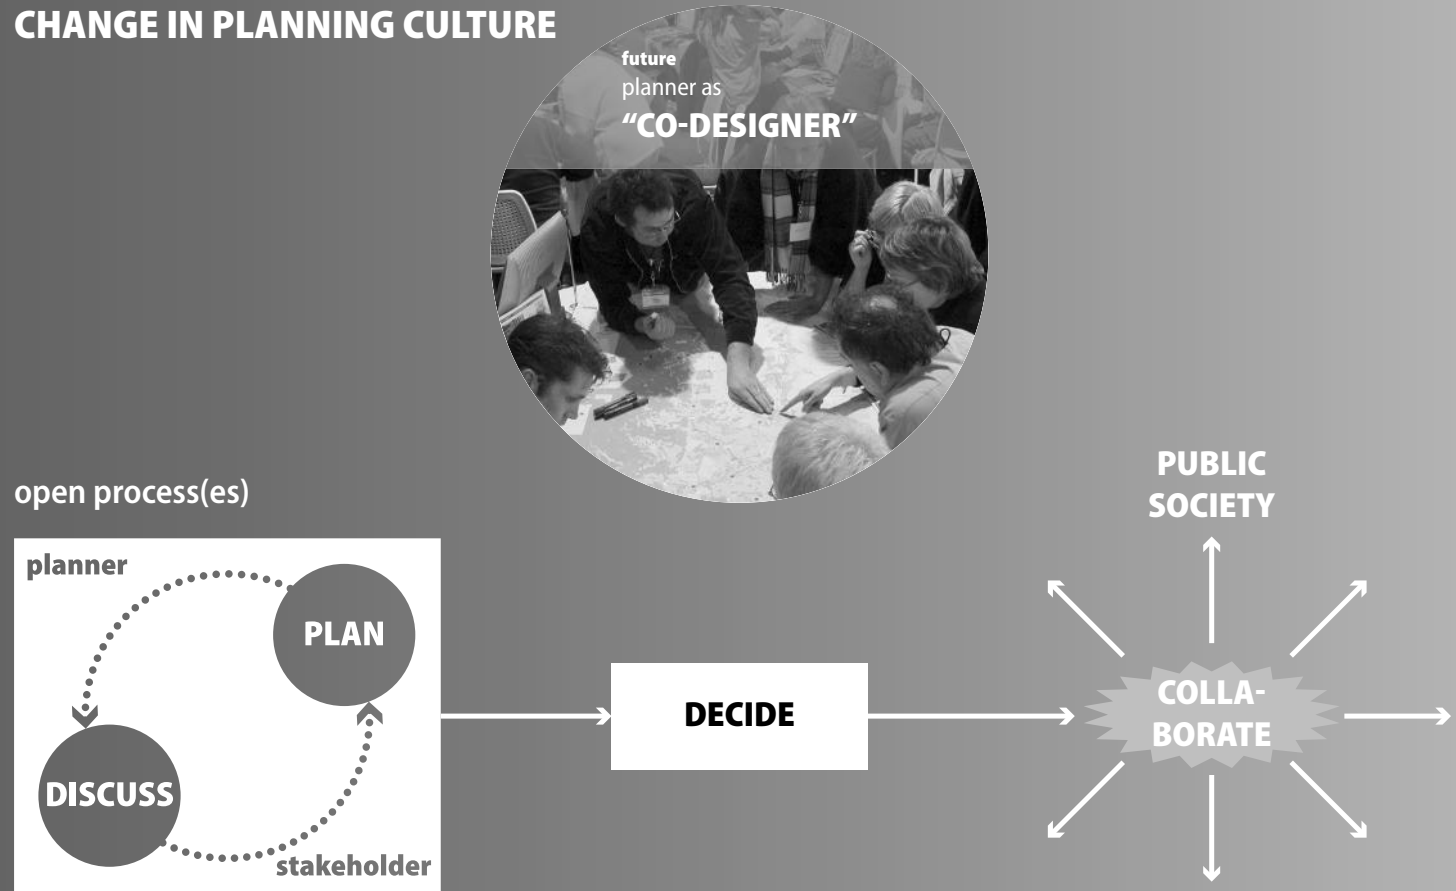 CHANGE IN PLANNING CULTURE
future
planner as
“CO-DESIGNER”
open process(es)
planner
PLAN
DISCUSS
stakeholder
DECIDE
PUBLIC
SOCIETY
COLLA-
BORATE